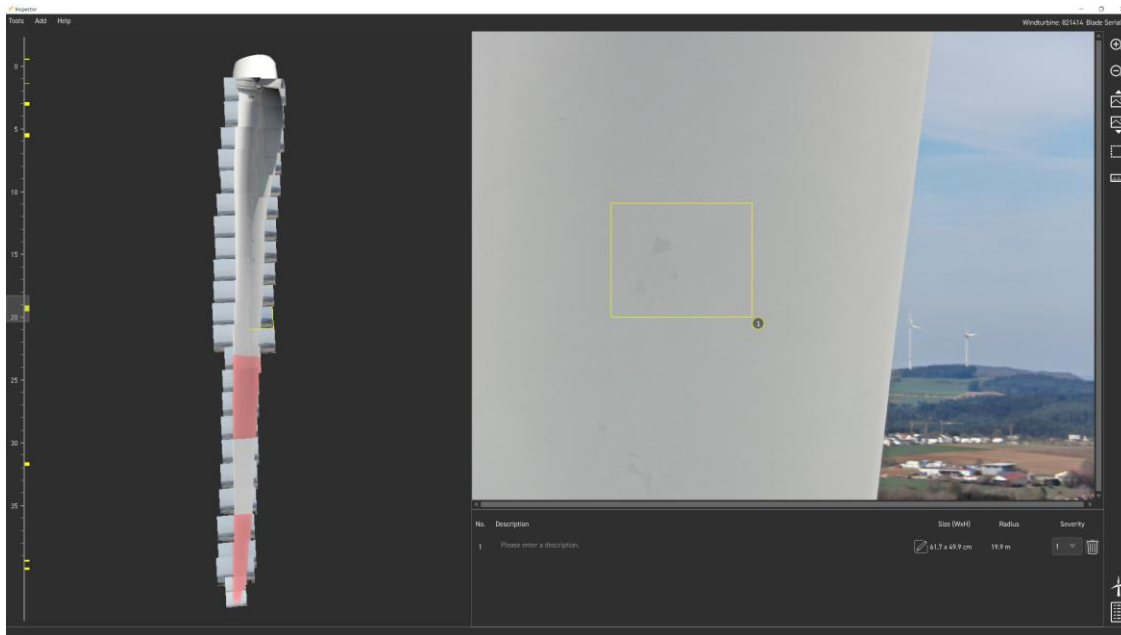 Inspector
Tools Add Help
Windturbine: 821414 Blade Serial
0
5
10
15
20
25
30
35
1
No. Description Size (WxH) Radius Severity
1 Please enter a description. 61.7 x 49.9 cm 19.9 m 1